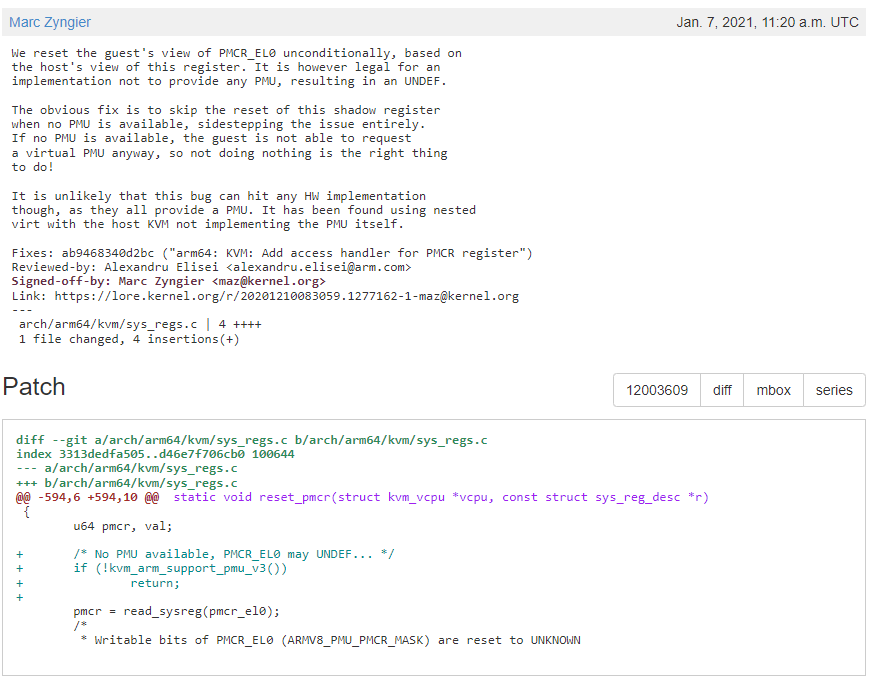 Marc Zyngier Jan. 7, 2021, 11:20 a.m. UTC
We reset the guest's view of PMCR_EL0 unconditionally, based on
the host's view of this register. It is however legal for an
implementation not to provide any PMU, resulting in an UNDEF.
The obvious fix is to skip the reset of this shadow register
when no PMU is available, sidestepping the issue entirely.
If no PMU is available, the guest is not able to request
a virtual PMU anyway, so not doing nothing is the right thing
to do!
It is unlikely that this bug can hit any HW implementation
though, as they all provide a PMU. It has been found using nested
virt with the host KVM not implementing the PMU itself.
Fixes: ab9468340d2bc ("arm64: KVM: Add access handler for PMCR register")
Reviewed-by: Alexandru Elisei <alexandru.elisei@arm.com>
Signed-off-by: Marc Zyngier <maz@kernel.org>
Link: https://lore.kernel.org/r/20201210083059.1277162-1-maz@kernel.org
---
arch/arm64/kvm/sys_regs.c | 4 ++++
1 file changed, 4 insertions(+)
Patch 12003609 diff mbox series
diff --git a/arch/arm64/kvm/sys_regs.c b/arch/arm64/kvm/sys_regs.c
index 3313dedfa505..d46e7f706cb0 100644
--- a/arch/arm64/kvm/sys_regs.c
+++ b/arch/arm64/kvm/sys_regs.c
@@ -594,6 +594,10 @@ static void reset_pmcr(struct kvm_vcpu *vcpu, const struct sys_reg_desc *r)
{
u64 pmcr, val;
+ /* No PMU available, PMCR_EL0 may UNDEF... */
+ if (!kvm_arm_support_pmu_v3())
+ return;
+
pmcr = read_sysreg(pmcr_el0);
/*
* Writable bits of PMCR_EL0 (ARMV8_PMU_PMCR_MASK) are reset to UNKNOWN